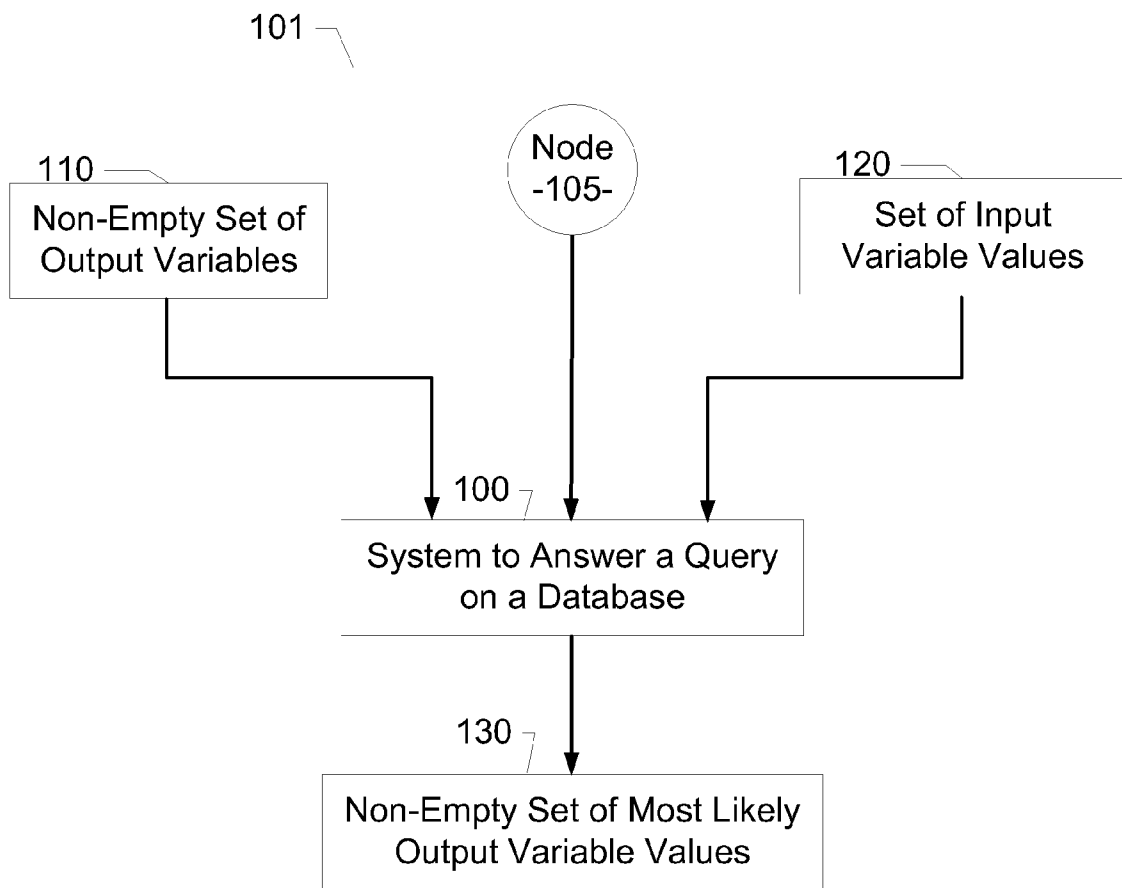 101
110
Non-Empty Set of
Output Variables
Node
-105-
120
Set of Input
Variable Values
100
System to Answer a Query
on a Database
130
Non-Empty Set of Most Likely
Output Variable Values